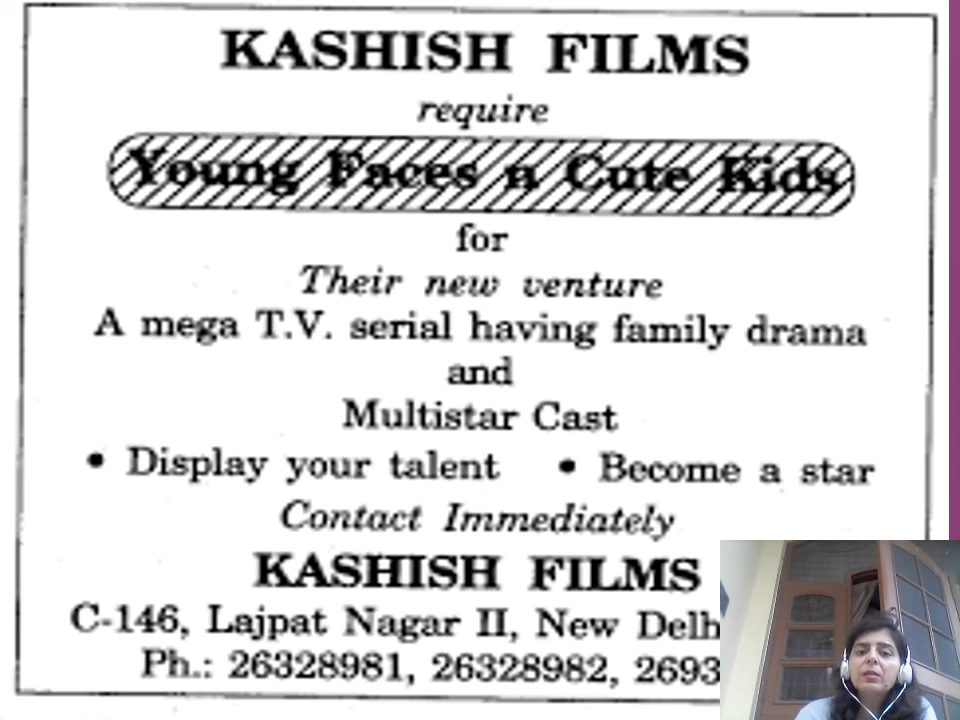 KASHISH FILMS
require
Young Faces n Cute Kids
for
Their new venture
A mega T.V. serial having family drama
and
Multistar Cast
• Display your talent • Become a star
Contact Immediately
KASHISH FILMS
C-146, Lajpat Nagar II, New Delh
Ph.: 26328981, 26328982, 2693